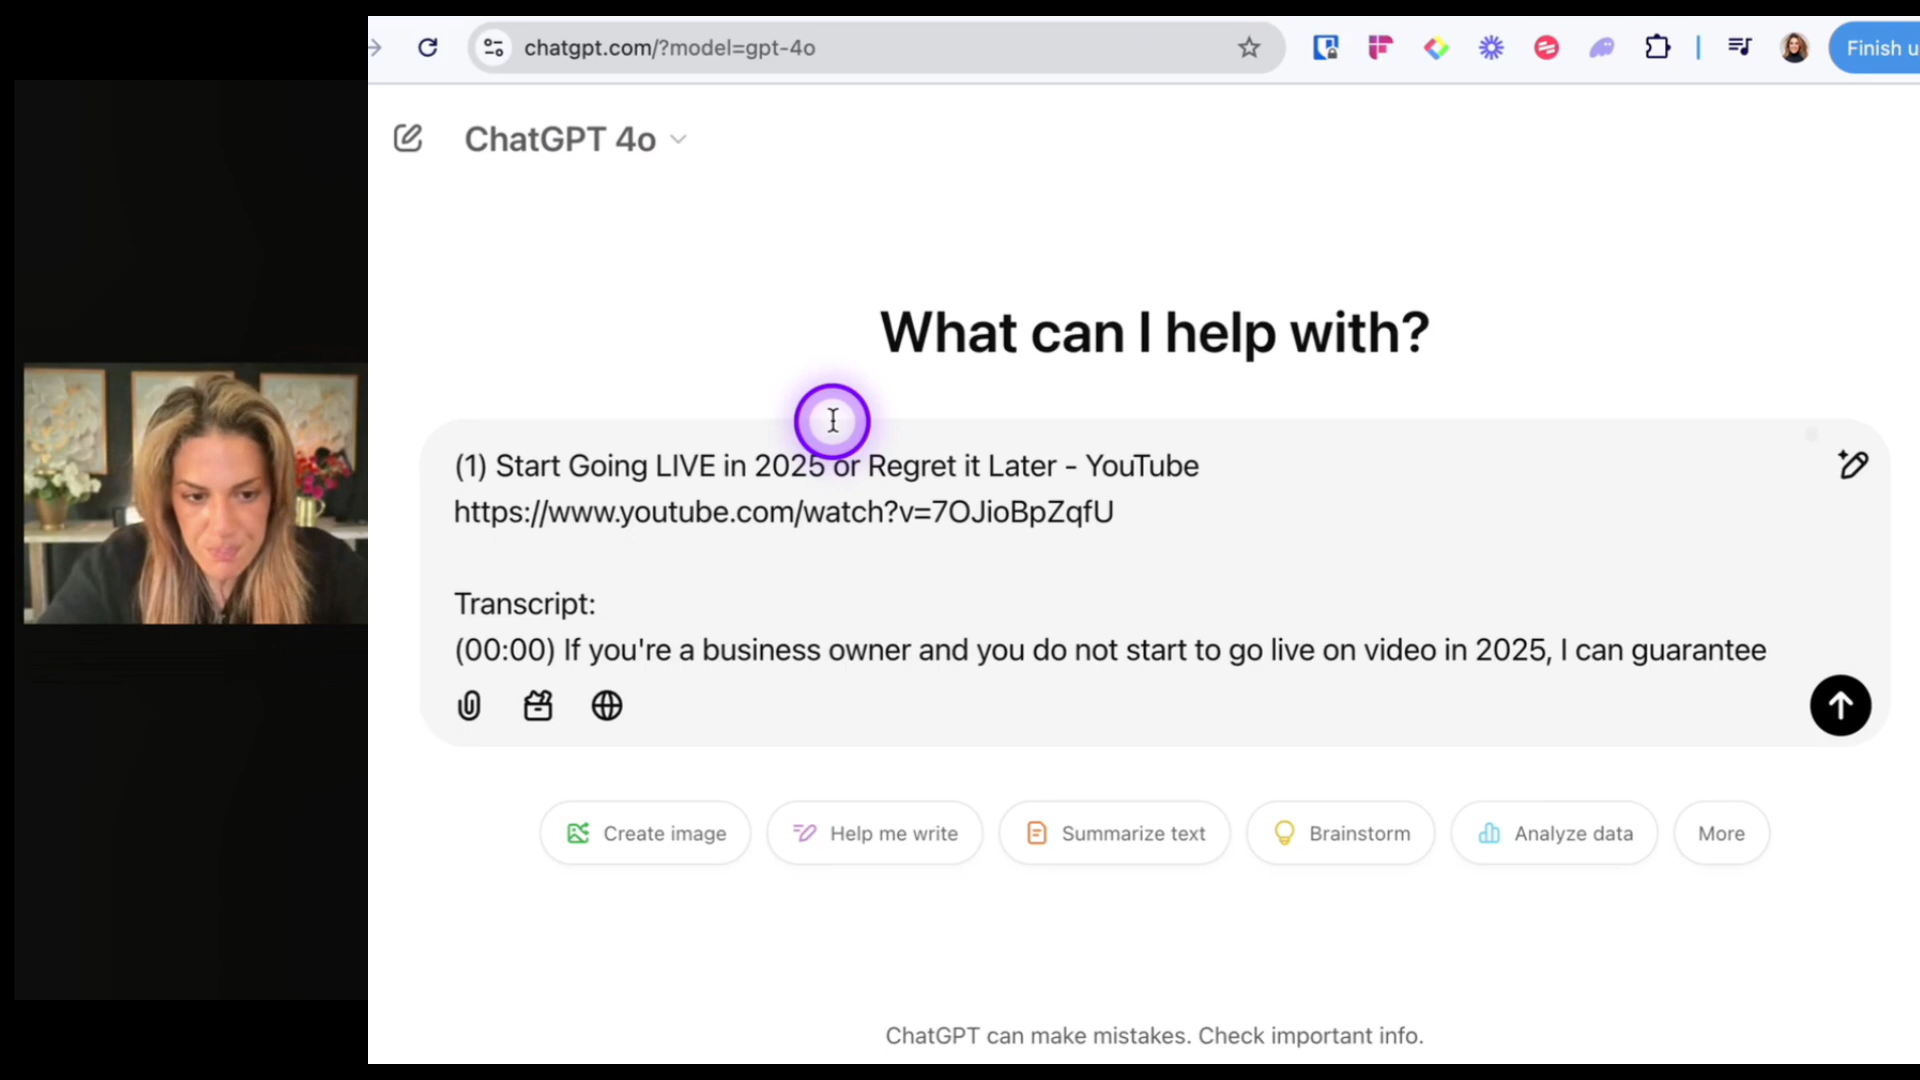 chatgpt.com/?model=gpt-4o
Finish u
ChatGPT 4o
What can I help with?
(1) Start Going LIVE in 2025 or Regret it Later - YouTube
https://www.youtube.com/watch?v=7OJioBpZqfU
Transcript:
(00:00) If you're a business owner and you do not start to go live on video in 2025, I can guarantee
Create image
Help me write
Summarize text
Brainstorm
Analyze data
More
ChatGPT can make mistakes. Check important info.